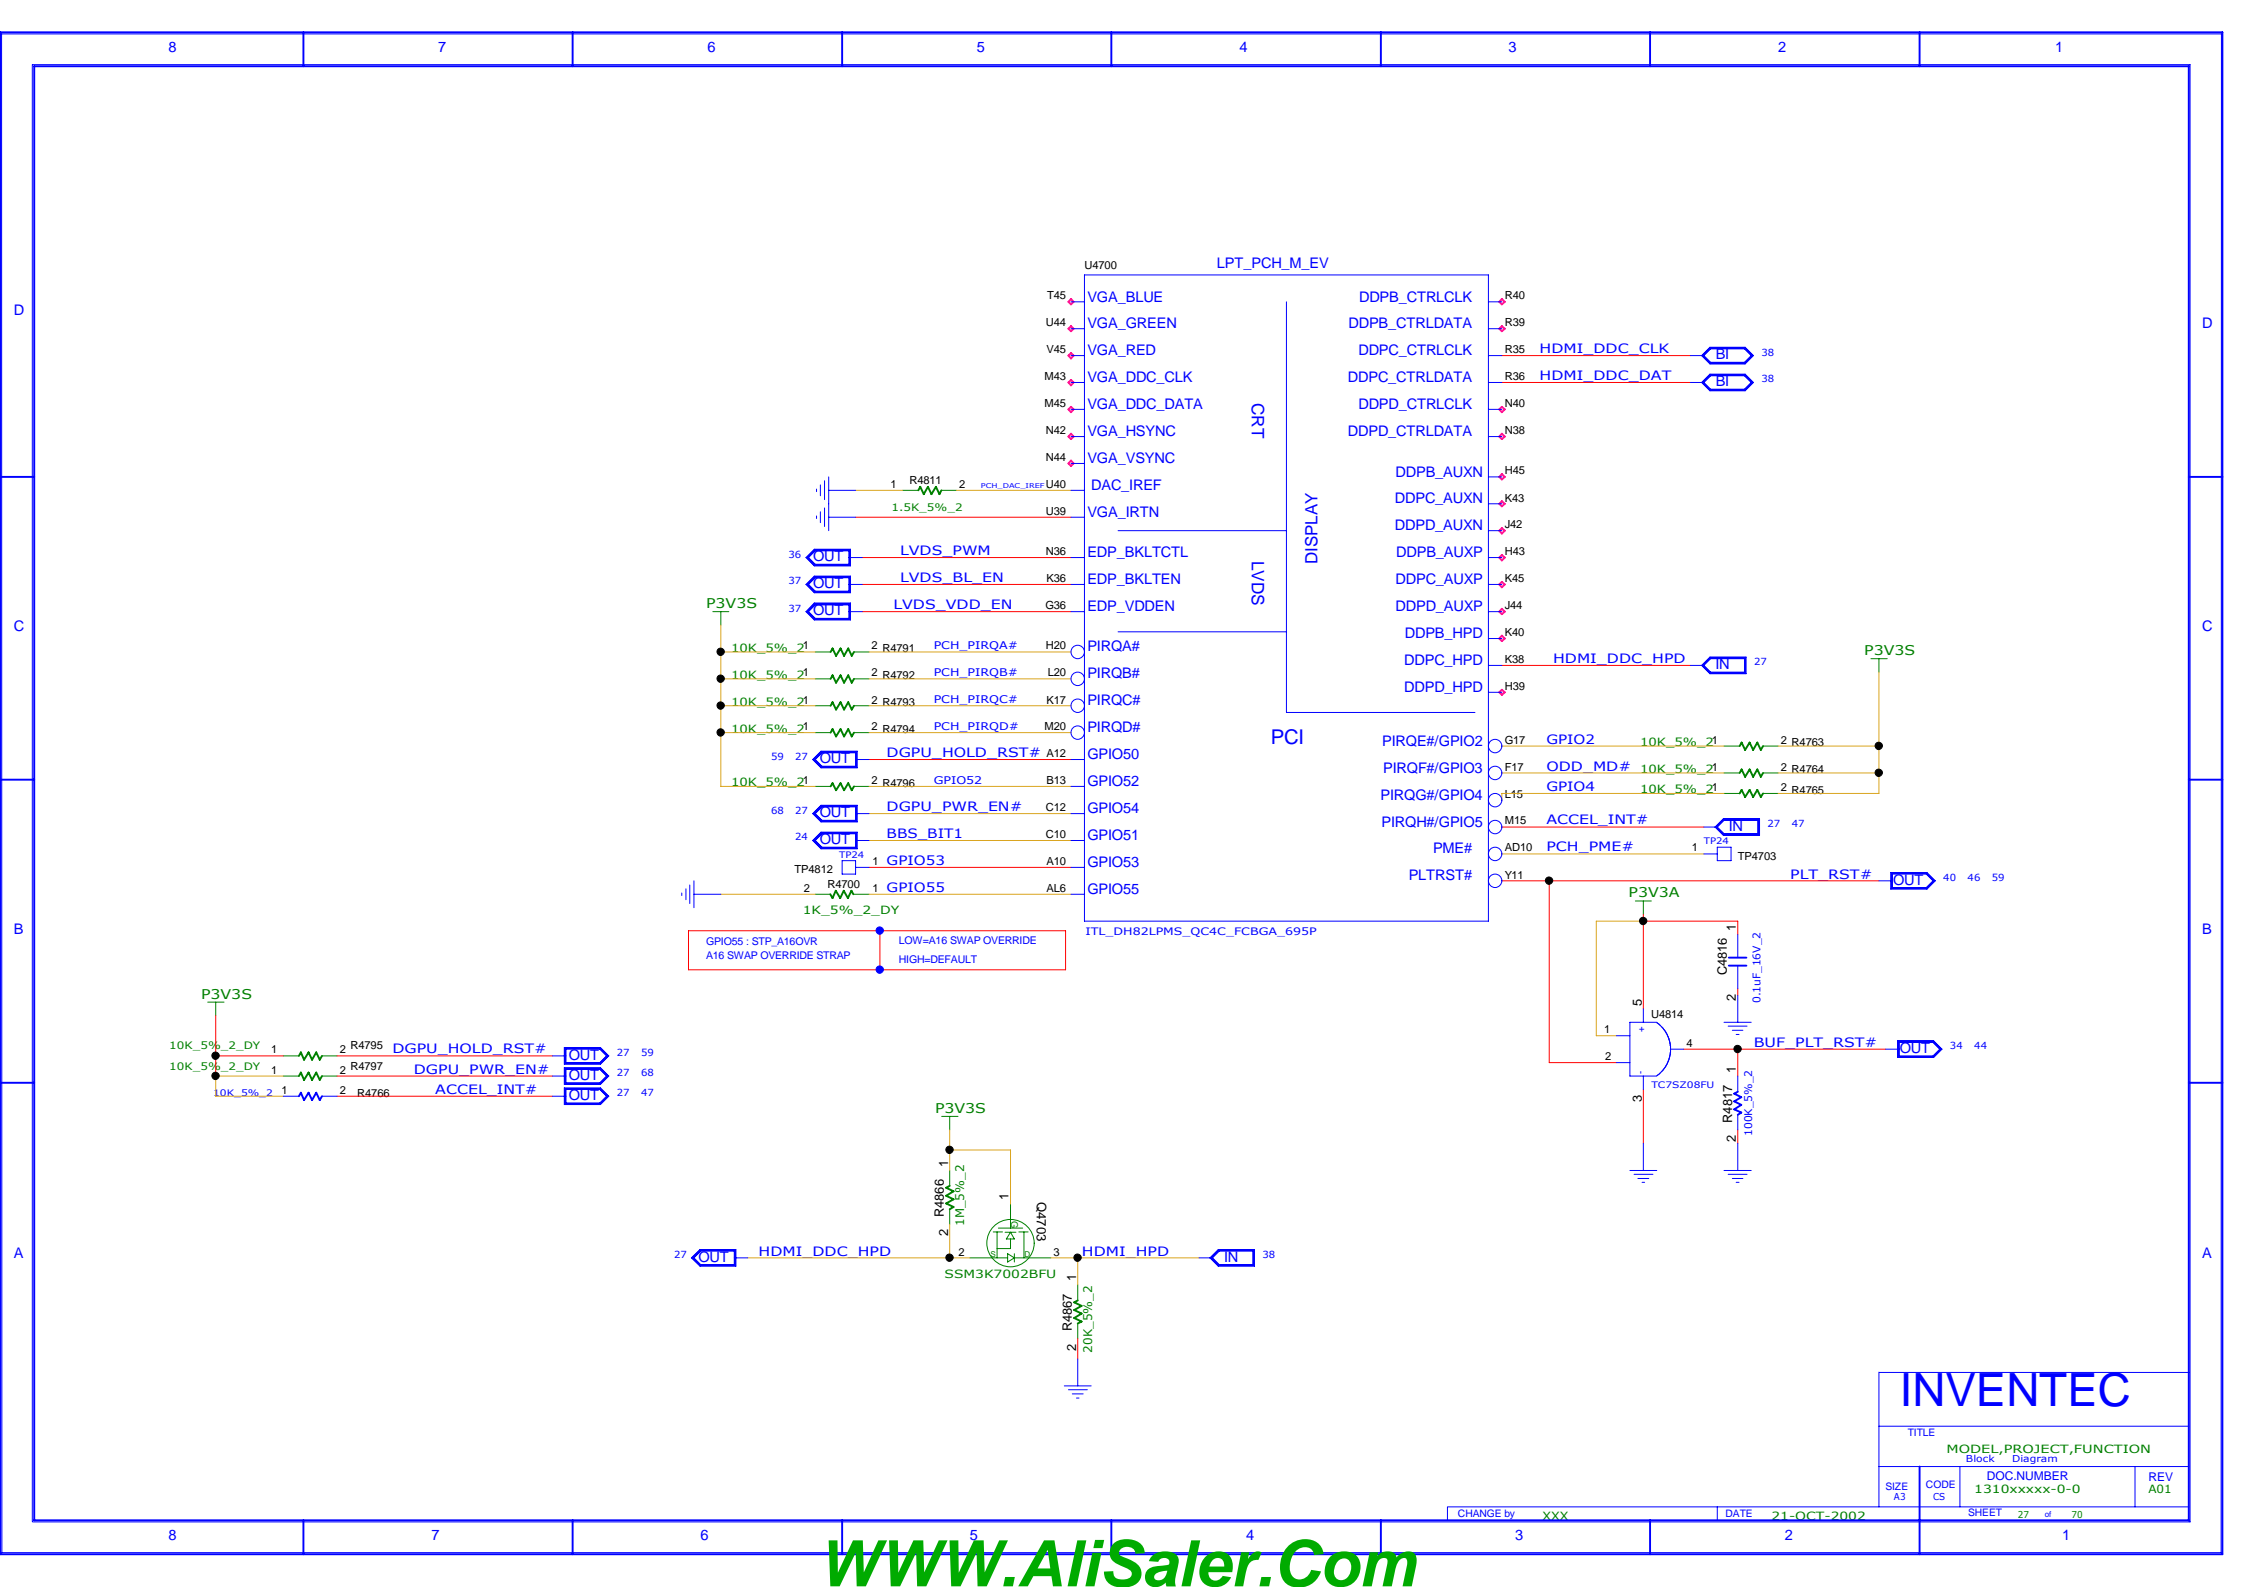 8 7 6 5 4 3 2 1
D D
C C
B B
A A
U4700 LPT_PCH_M_EV
T45 VGA_BLUE
U44 VGA_GREEN
V45 VGA_RED
M43 VGA_DDC_CLK
M45 VGA_DDC_DATA
N42 VGA_HSYNC
N44 VGA_VSYNC
1 R4811 2 PCH_DAC_IREF U40 DAC_IREF
1.5K_5%_2
U39 VGA_IRTN
CRT
36 OUT LVDS_PWM N36 EDP_BKLTCTL
37 OUT LVDS_BL_EN K36 EDP_BKLTEN
37 OUT LVDS_VDD_EN G36 EDP_VDDEN
LVDS
DISPLAY
P3V3S
10K_5%_2 1 2 R4791 PCH_PIRQA# H20 PIRQA#
10K_5%_2 1 2 R4792 PCH_PIRQB# L20 PIRQB#
10K_5%_2 1 2 R4793 PCH_PIRQC# K17 PIRQC#
10K_5%_2 1 2 R4794 PCH_PIRQD# M20 PIRQD#
59 27 OUT DGPU_HOLD_RST# A12 GPIO50
10K_5%_2 1 2 R4796 GPIO52 B13 GPIO52
68 27 OUT DGPU_PWR_EN# C12 GPIO54
24 OUT BBS_BIT1 C10 GPIO51
TP4812 TP24 1 GPIO53 A10 GPIO53
2 R4700 1 GPIO55 AL6 GPIO55
1K_5%_2_DY
PCI
DDPB_CTRLCLK R40
DDPB_CTRLDATA R39
DDPC_CTRLCLK R35 HDMI_DDC_CLK BI 38
DDPC_CTRLDATA R36 HDMI_DDC_DAT BI 38
DDPD_CTRLCLK N40
DDPD_CTRLDATA N38
DDPB_AUXN H45
DDPC_AUXN K43
DDPD_AUXN J42
DDPB_AUXP H43
DDPC_AUXP K45
DDPD_AUXP J44
DDPB_HPD K40
DDPC_HPD K38 HDMI_DDC_HPD IN 27
DDPD_HPD H39
P3V3S
PIRQE#/GPIO2 G17 GPIO2 10K_5%_2 1 2 R4763
PIRQF#/GPIO3 F17 ODD_MD# 10K_5%_2 1 2 R4764
PIRQG#/GPIO4 L15 GPIO4 10K_5%_2 1 2 R4765
PIRQH#/GPIO5 M15 ACCEL_INT# IN 27 47
PME# AD10 PCH_PME# 1 TP24 TP4703
PLTRST# Y11 PLT_RST# OUT 40 46 59
ITL_DH82LPMS_QC4C_FCBGA_695P
GPIO55 : STP_A16OVR
A16 SWAP OVERRIDE STRAP
LOW=A16 SWAP OVERRIDE
HIGH=DEFAULT
P3V3A
C4816 1 2 0.1uF_16V_2
5 U4814
1 + 2 - 4 3
TC7SZ08FU
BUF_PLT_RST# OUT 34 44
R4817 1 2 100K_5%_2
P3V3S
10K_5%_2_DY 1 2 R4795 DGPU_HOLD_RST# OUT 27 59
10K_5%_2_DY 1 2 R4797 DGPU_PWR_EN# OUT 27 68
10K_5%_2 1 2 R4766 ACCEL_INT# OUT 27 47
P3V3S
R4866 1 2 1M_5%_2
1 Q4703
G S D
27 OUT HDMI_DDC_HPD 2 3 HDMI_HPD IN 38
SSM3K7002BFU
R4867 1 2 20K_5%_2
INVENTEC
TITLE
MODEL,PROJECT,FUNCTION
Block Diagram
SIZE A3
CODE CS
DOC.NUMBER
1310xxxxx-0-0
REV
A01
CHANGE by XXX
DATE 21-OCT-2002
SHEET 27 of 70
8 7 6 5 4 3 2 1
WWW.AliSaler.Com